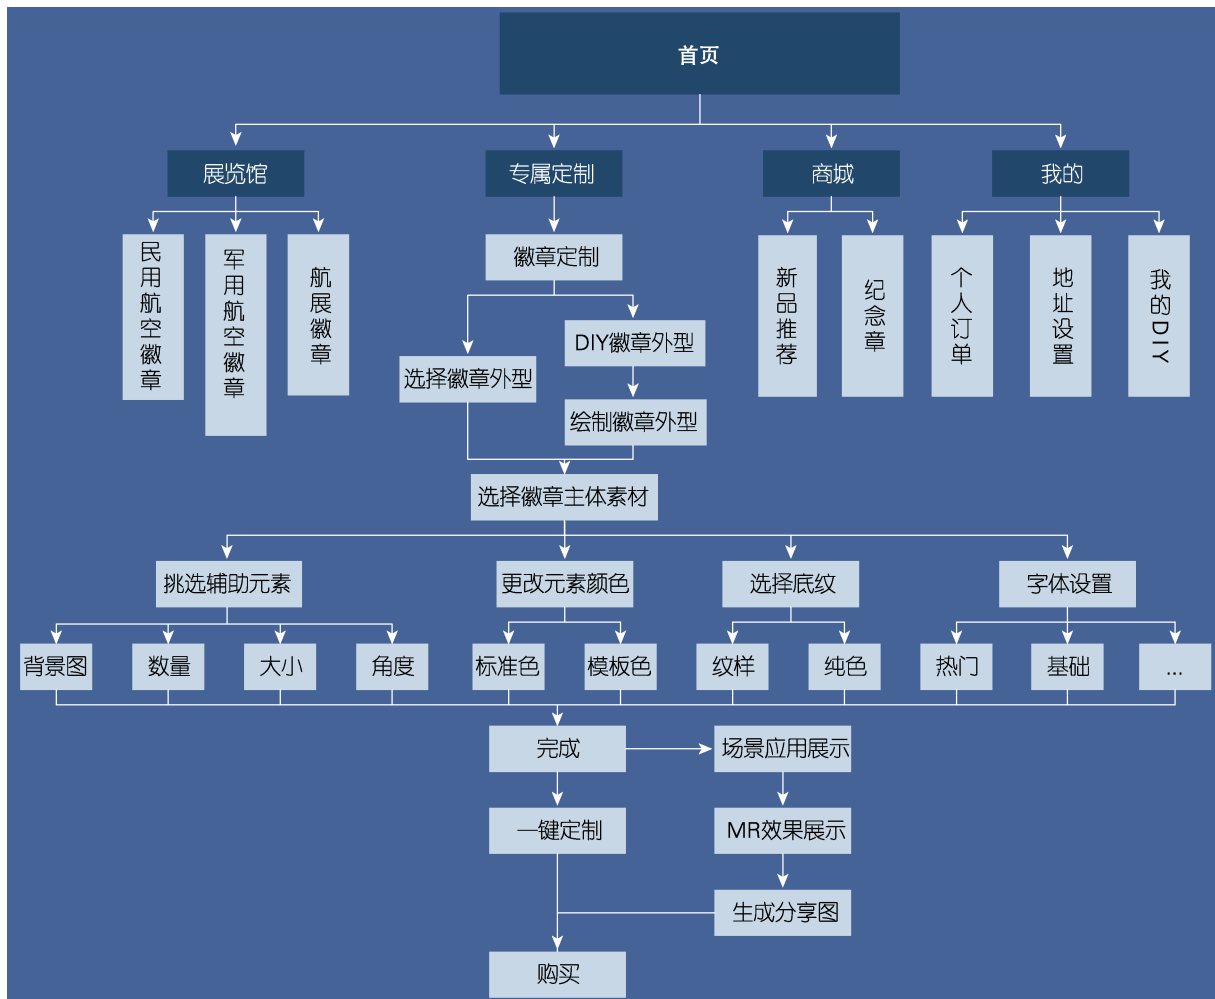 首页
展览馆
专属定制
商城
我的
民用航空徽章
军用航空徽章
航展徽章
徽章定制
新品推荐
纪念章
个人订单
地址设置
我的DIY
DIY徽章外型
选择徽章外型
绘制徽章外型
选择徽章主体素材
挑选辅助元素
更改元素颜色
选择底纹
字体设置
背景图
数量
大小
角度
标准色
模板色
纹样
纯色
热门
基础
...
完成
场景应用展示
一键定制
MR效果展示
生成分享图
购买